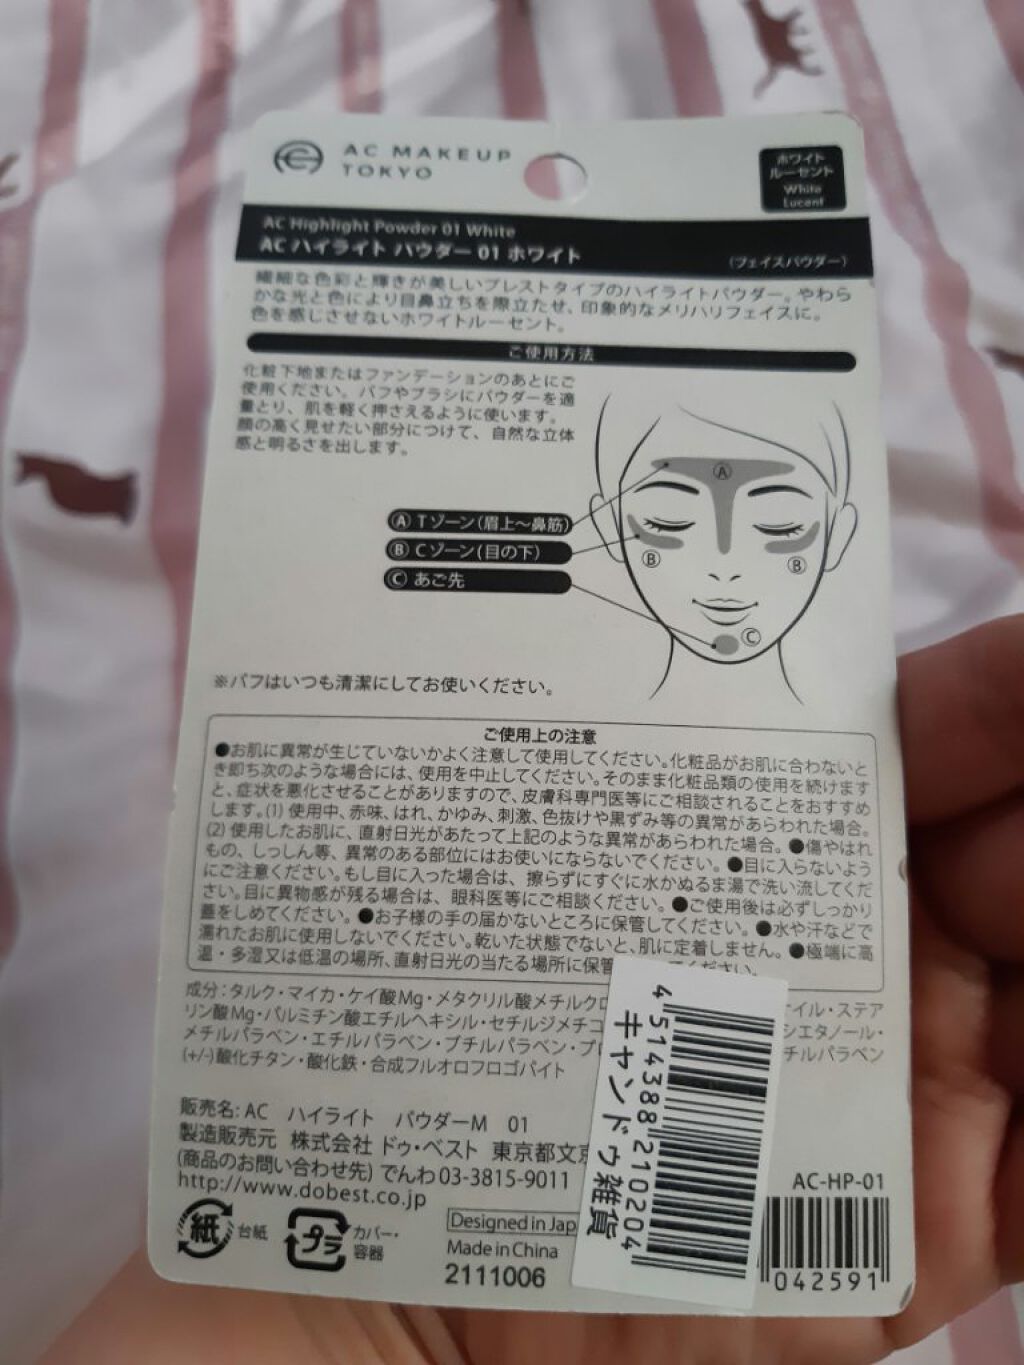 AC MAKEUP
TOKYO
ホワイト
ルーセント
White
Lucent
AC Highlight Powder 01 White
AC ハイライト パウダー 01 ホワイト
(フェイスパウダー)
繊細な色彩と輝きが美しいプレストタイプのハイライトパウダー。やわら
かな光と色により目鼻立ちを際立たせ、印象的なメリハリフェイスに。
色を感じさせないホワイトルーセント。
ご使用方法
化粧下地またはファンデーションのあとにご
使用ください。パフやブラシにパウダーを適
量とり、肌を軽く押さえるように使います。
顔の高く見せたい部分につけて、自然な立体
感と明るさを出します。
Ⓐ Tゾーン(眉上〜鼻筋)
Ⓑ Cゾーン(目の下)
Ⓒ あご先
Ⓐ
Ⓑ
Ⓑ
Ⓒ
※パフはいつも清潔にしてお使いください。
ご使用上の注意
●お肌に異常が生じていないかよく注意して使用してください。化粧品がお肌に合わないと
き即ち次のような場合には、使用を中止してください。そのまま化粧品類の使用を続けます
と、症状を悪化させることがありますので、皮膚科専門医等にご相談されることをおすすめ
します。(1) 使用中、赤味、はれ、かゆみ、刺激、色抜けや黒ずみ等の異常があらわれた場合。
(2) 使用したお肌に、直射日光があたって上記のような異常があらわれた場合。●傷やはれ
もの、しっしん等、異常のある部位にはお使いにならないでください。●目に入らないよう
にご注意ください。もし目に入った場合は、擦らずにすぐに水かぬるま湯で洗い流してくだ
さい。目に異物感が残る場合は、眼科医等にご相談ください。●ご使用後は必ずしっかり
蓋をしめてください。●お子様の手の届かないところに保管してください。●水や汗などで
濡れたお肌に使用しないでください。乾いた状態でないと、肌に定着しません。●極端に高
温・多湿又は低温の場所、直射日光の当たる場所に保管 てください。
成分：タルク・マイカ・ケイ酸Mg・メタクリル酸メチルクロ イル・ステア
リン酸Mg・パルミチン酸エチルヘキシル・セチルジメチコ シエタノール・
メチルパラベン・エチルパラベン・ブチルパラベン・プ チルパラベン
(+/-)酸化チタン・酸化鉄・合成フルオロフロゴパイト
販売名: AC ハイライト パウダーM 01
製造販売元 株式会社 ドゥ・ベスト 東京都文京
(商品のお問い合わせ先) でんわ 03-3815-9011
http://www.dobest.co.jp
紙 台紙
プラ カバー・
容器
Designed in Jap
Made in China
2111006
4 514388 210204
キャンドゥ雑貨
AC-HP-01
042591